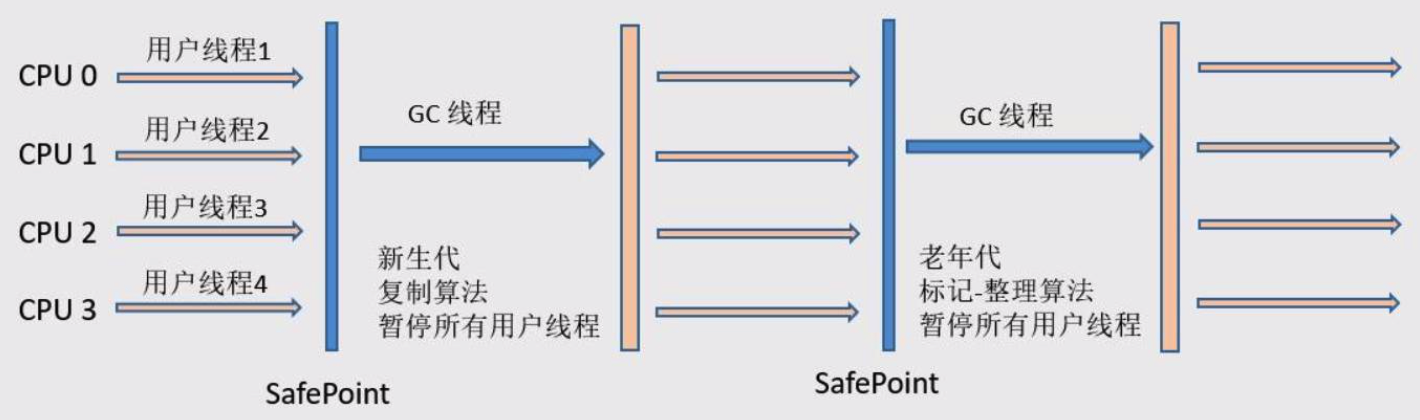 CPU 0
用户线程1
CPU 1
用户线程2
CPU 2
用户线程3
CPU 3
用户线程4
GC 线程
新生代
复制算法
暂停所有用户线程
SafePoint
GC 线程
老年代
标记-整理算法
暂停所有用户线程
SafePoint